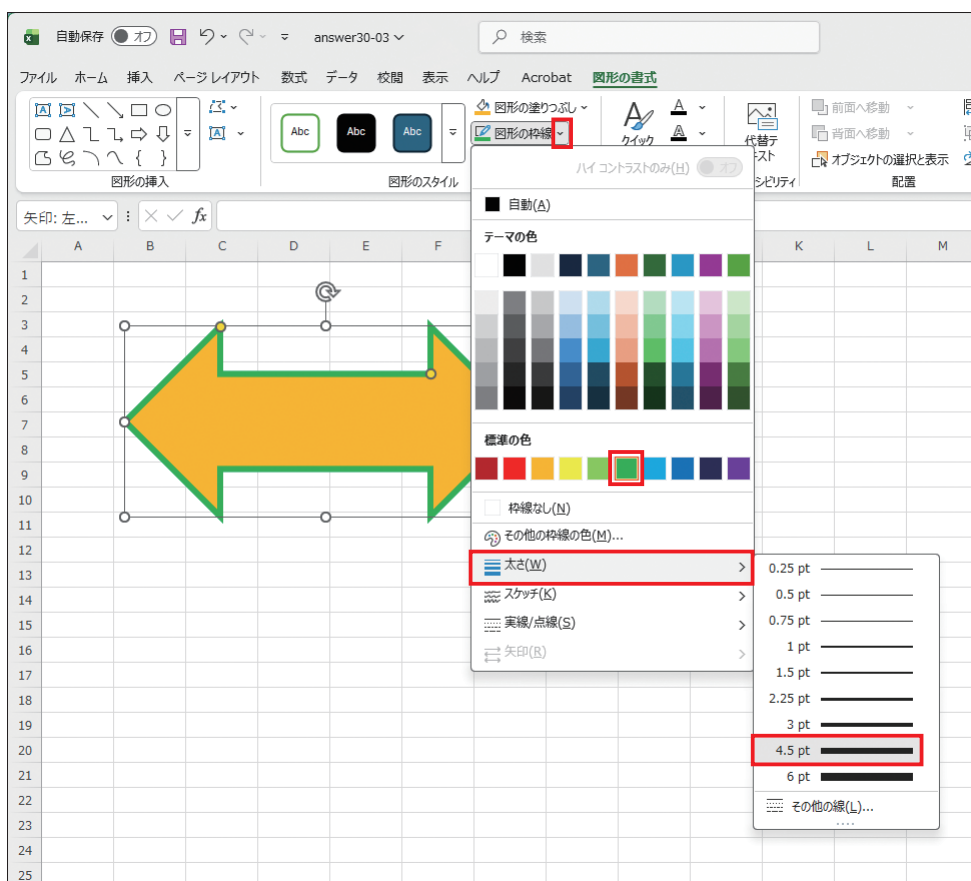 自動保存 オフ answer30-03 検索
ファイル ホーム 挿入 ページ レイアウト 数式 データ 校閲 表示 ヘルプ Acrobat 図形の書式
Abc Abc Abc
図形の塗りつぶし
図形の枠線
クイック
代替テ
キスト
前面へ移動
背面へ移動
オブジェクトの選択と表示
図形の挿入 図形のスタイル シビリティ 配置
矢印: 左... fx
A B C D E F K L M
1
2
3
4
5
6
7
8
9
10
11
12
13
14
15
16
17
18
19
20
21
22
23
24
25
ハイ コントラストのみ(H) オフ
自動(A)
テーマの色
標準の色
枠線なし(N)
その他の枠線の色(M)...
太さ(W)
スケッチ(K)
実線/点線(S)
矢印(R)
0.25 pt
0.5 pt
0.75 pt
1 pt
1.5 pt
2.25 pt
3 pt
4.5 pt
6 pt
その他の線(L)...